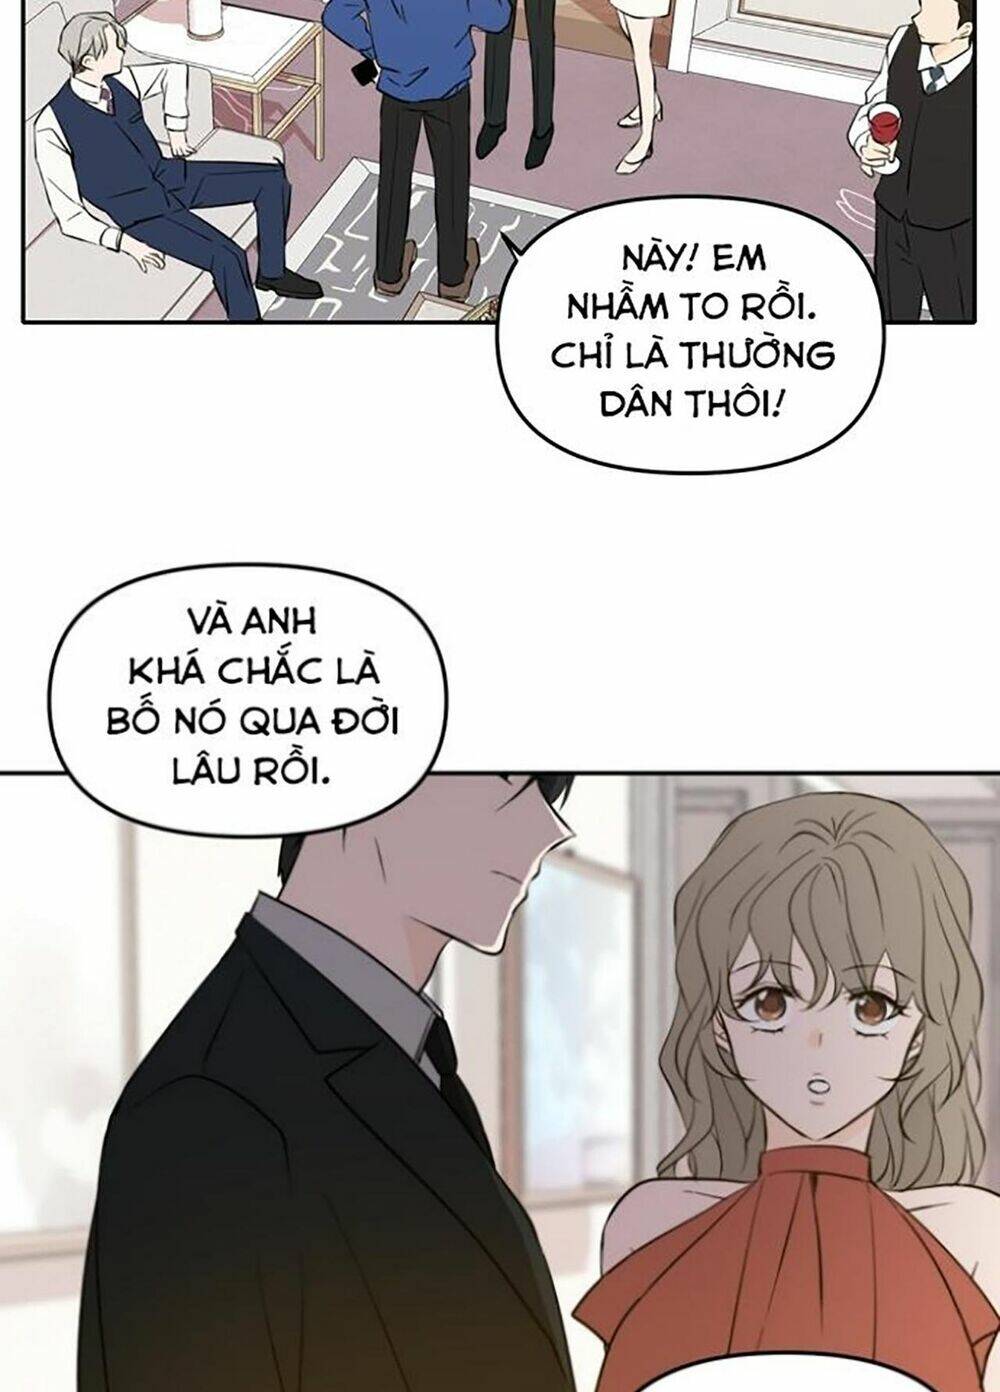 NÀY! EM
NHẦM TO RỒI.
CHỈ LÀ THƯỜNG
DÂN THÔI!
VÀ ANH
KHÁ CHẮC LÀ
BỐ NÓ QUA ĐỜI
LÂU RỒI.